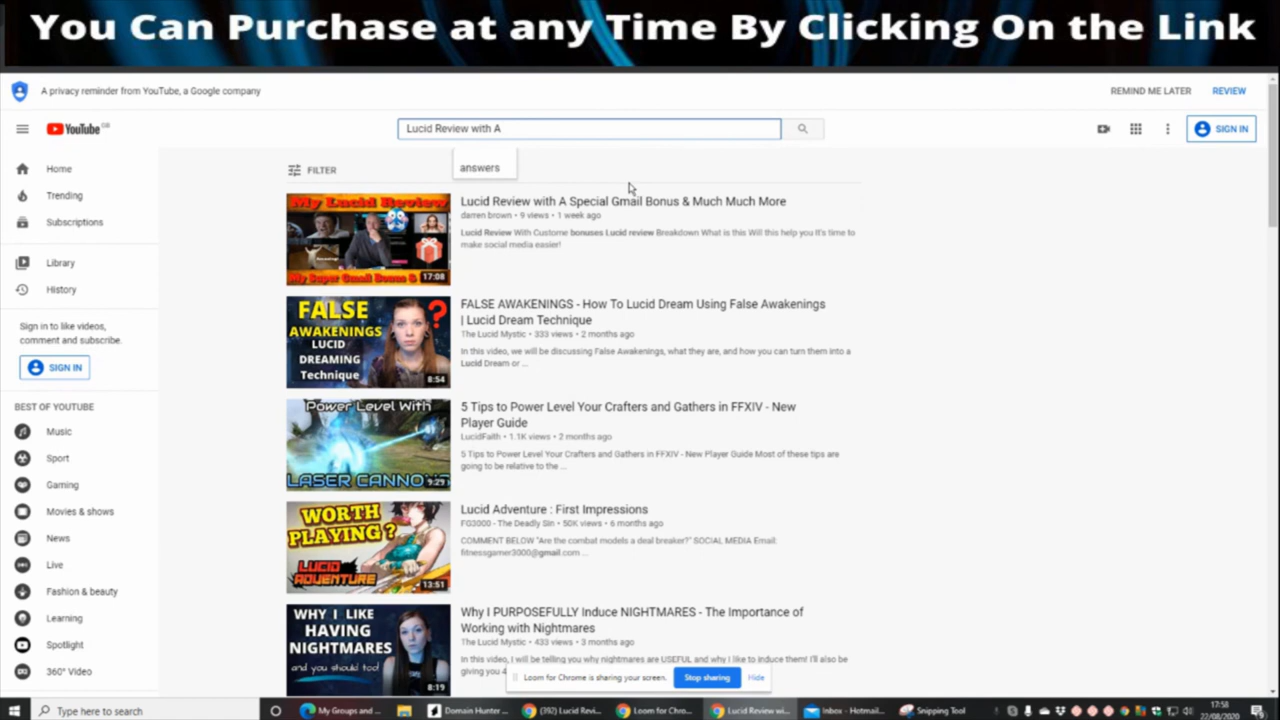 You Can Purchase at any Time By Clicking On the Link
A privacy reminder from YouTube, a Google company
REMIND ME LATER
REVIEW
YouTube GB
Lucid Review with A
SIGN IN
answers
FILTER
Home
Trending
Subscriptions
Library
History
Sign in to like videos,
comment and subscribe.
SIGN IN
BEST OF YOUTUBE
Music
Sport
Gaming
Movies & shows
News
Live
Fashion & beauty
Learning
Spotlight
360° Video
My Lucid Review
My Super Gmail Bonus &
17:08
Lucid Review with A Special Gmail Bonus & Much Much More
darren brown • 9 views • 1 week ago
Lucid Review With Custome bonuses Lucid review Breakdown What is this Will this help you It's time to
make social media easier!
FALSE
AWAKENINGS
LUCID
DREAMING
Technique
?
8:54
FALSE AWAKENINGS - How To Lucid Dream Using False Awakenings
| Lucid Dream Technique
The Lucid Mystic • 333 views • 2 months ago
In this video, we will be discussing False Awakenings, what they are, and how you can turn them into a
Lucid Dream or ...
Power Level With
LASER CANNO
9:29
5 Tips to Power Level Your Crafters and Gathers in FFXIV - New
Player Guide
LucidFaith • 1.1K views • 2 months ago
5 Tips to Power Level Your Crafters and Gathers in FFXIV - New Player Guide Most of these tips are
going to be relative to the ...
WORTH
PLAYING?
LUCID
ADVENTURE
13:51
Lucid Adventure : First Impressions
FG3000 - The Deadly Sin • 50K views • 6 months ago
COMMENT BELOW "Are the combat models a deal breaker?" SOCIAL MEDIA Email:
fitnessgamer3000@gmail.com ...
WHY I LIKE
HAVING
NIGHTMARES
and you should too!
8:19
Why I PURPOSEFULLY Induce NIGHTMARES - The Importance of
Working with Nightmares
The Lucid Mystic • 433 views • 3 months ago
In this video, I will be telling you why nightmares are USEFUL and why I like to induce them! I'll also be
giving you 4
Loom for Chrome is sharing your screen.
Stop sharing
Hide
Type here to search
My Groups and ...
Domain Hunter ...
(392) Lucid Revi...
Loom for Chro...
Lucid Review wi...
Inbox - Hotmail...
Snipping Tool
17:58
22/08/2020